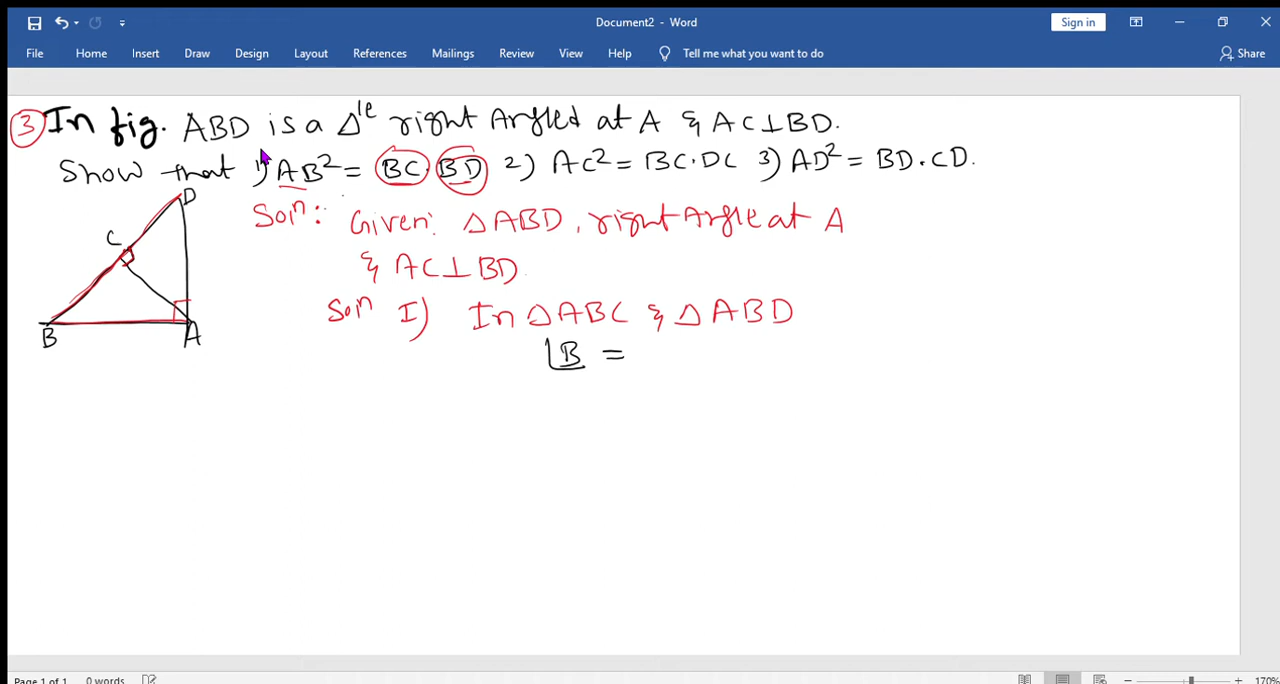 Document2 - Word
Sign in
File Home Insert Draw Design Layout References Mailings Review View Help Tell me what you want to do Share
③ In fig. ABD is a Δle right Angled at A & AC⊥BD.
Show that 1) AB² = BC·BD 2) AC² = BC·DC 3) AD² = BD·CD.
D
C
B
A
Soln: Given: ΔABD, right Angle at A
& AC⊥BD.
Soln I) In ΔABC & ΔABD
∠B =
Page 1 of 1 0 words 170%